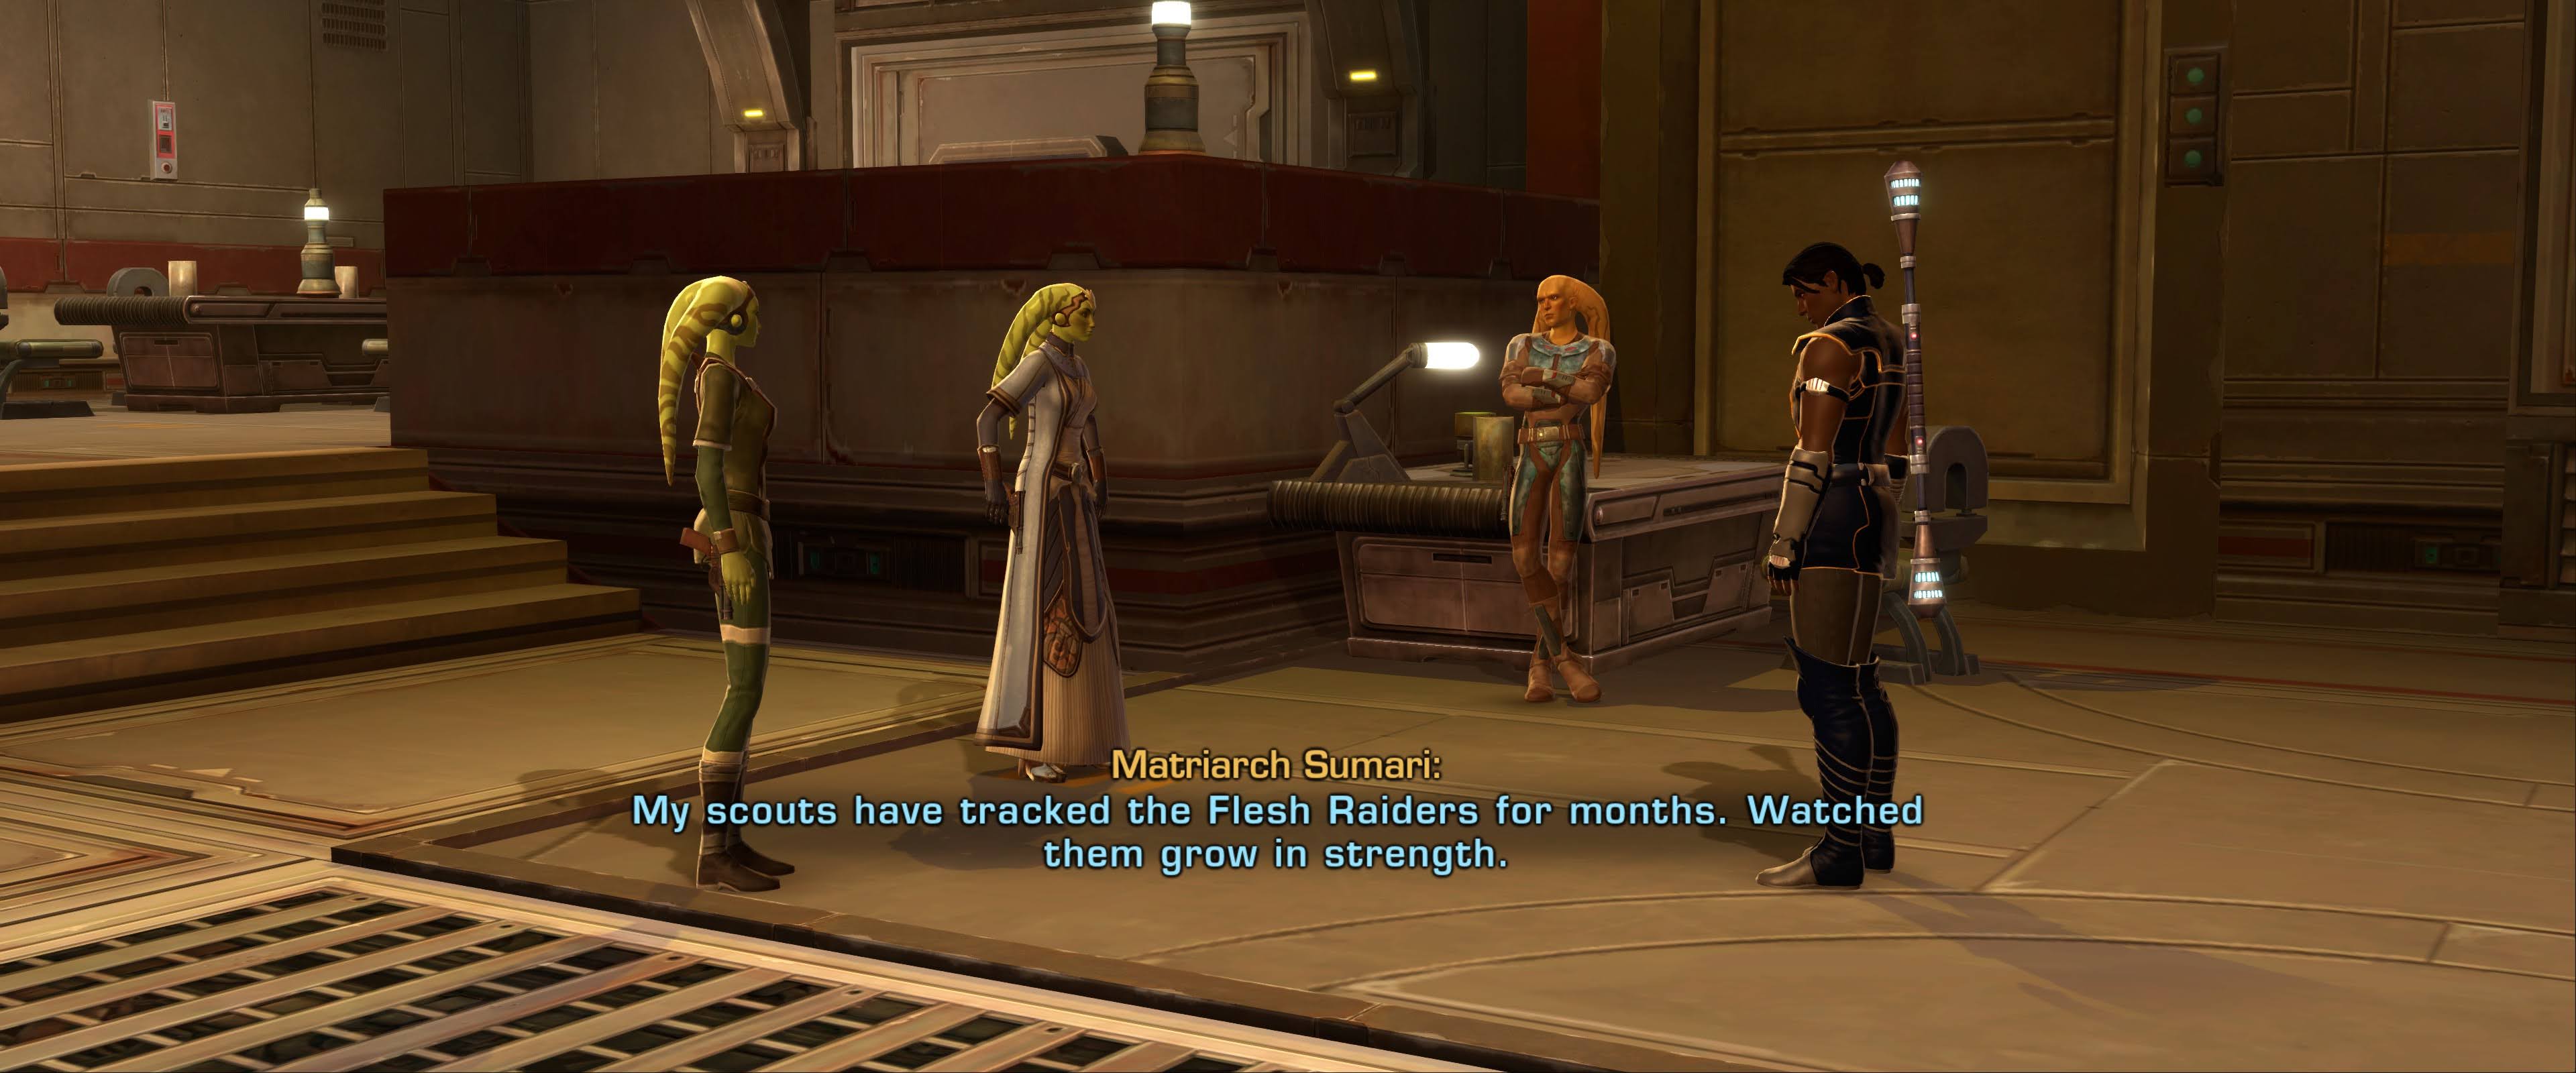 Matriarch Sumari:
My scouts have tracked the Flesh Raiders for months. Watched
them grow in strength.